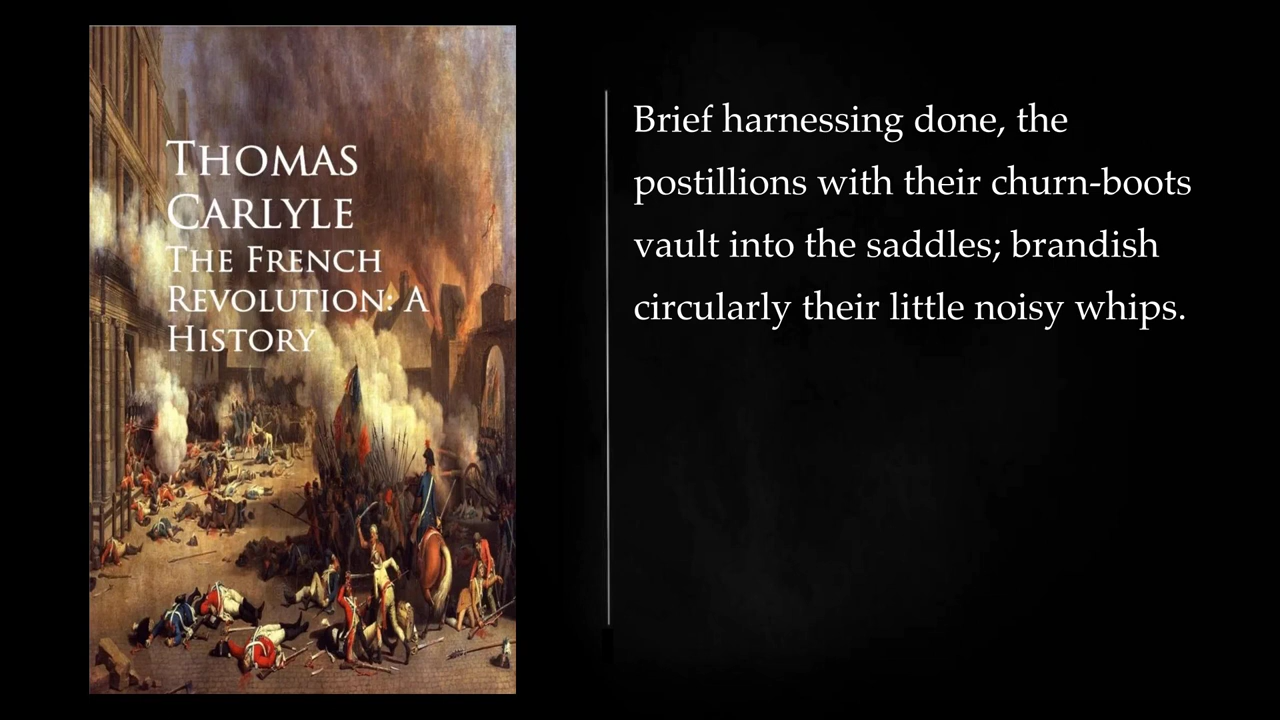 THOMAS
CARLYLE
THE FRENCH
REVOLUTION: A
HISTORY
Brief harnessing done, the
postillions with their churn-boots
vault into the saddles; brandish
circularly their little noisy whips.